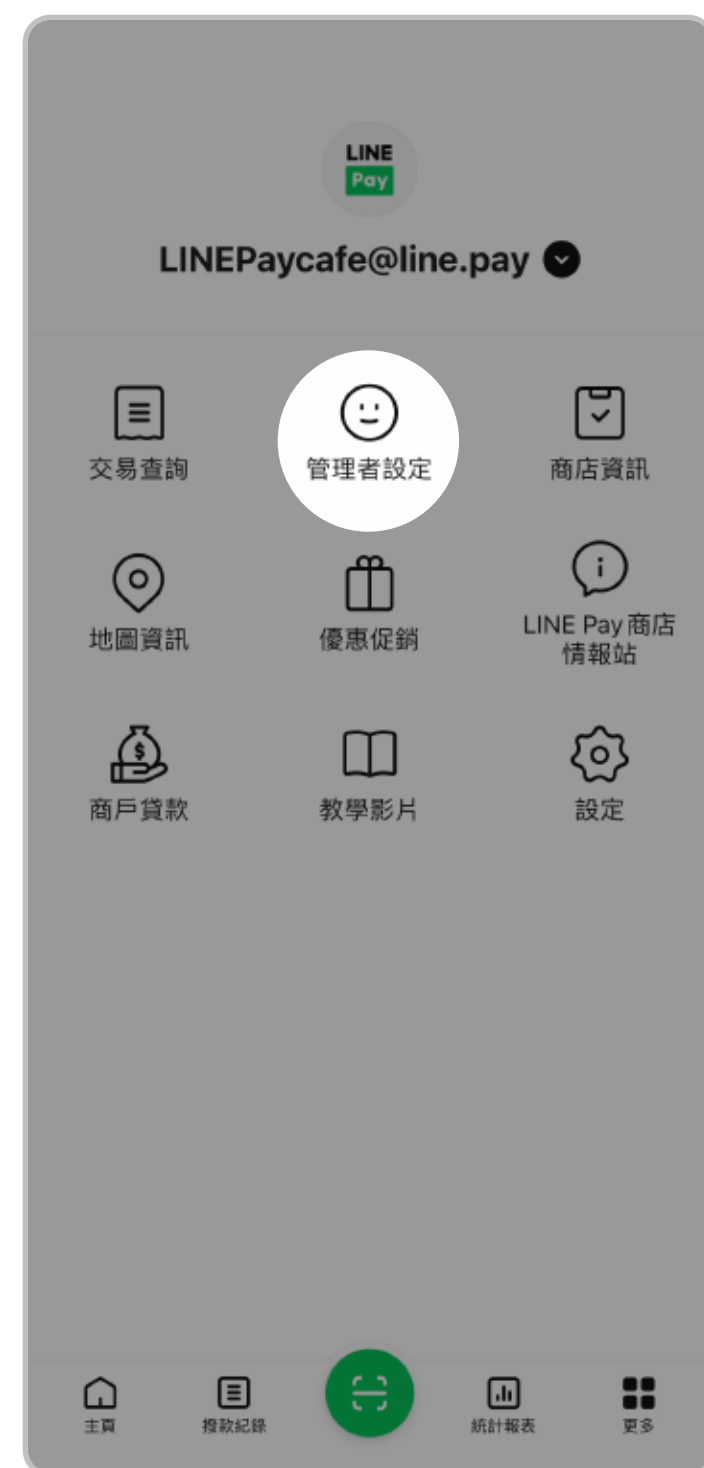 LINE
Pay
LINEPaycafe@line.pay
交易查詢
管理者設定
商店資訊
地圖資訊
優惠促銷
LINE Pay 商店
情報站
商戶貸款
教學影片
設定
主頁
撥款紀錄
統計報表
更多